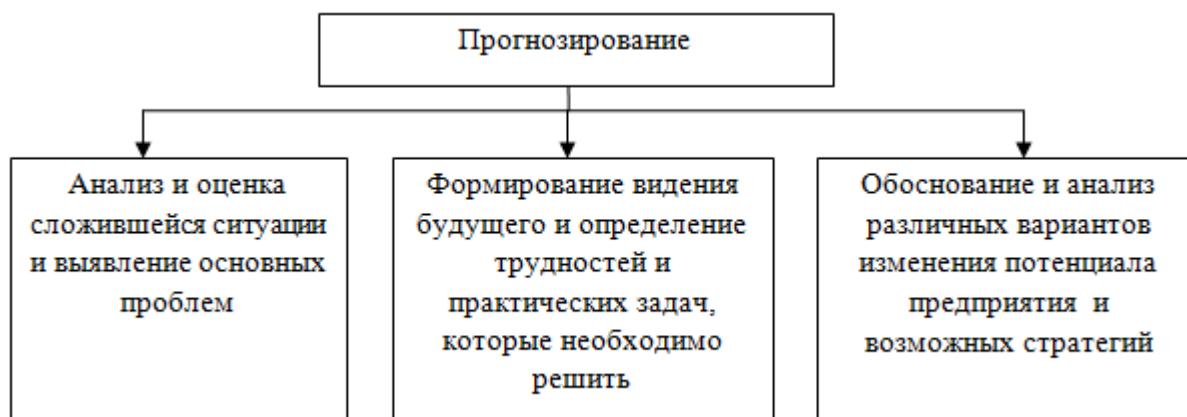 Прогнозирование
Анализ и оценка
сложившейся ситуации
и выявление основных
проблем
Формирование видения
будущего и определение
трудностей и
практических задач,
которые необходимо
решить
Обоснование и анализ
различных вариантов
изменения потенциала
предприятия и
возможных стратегий